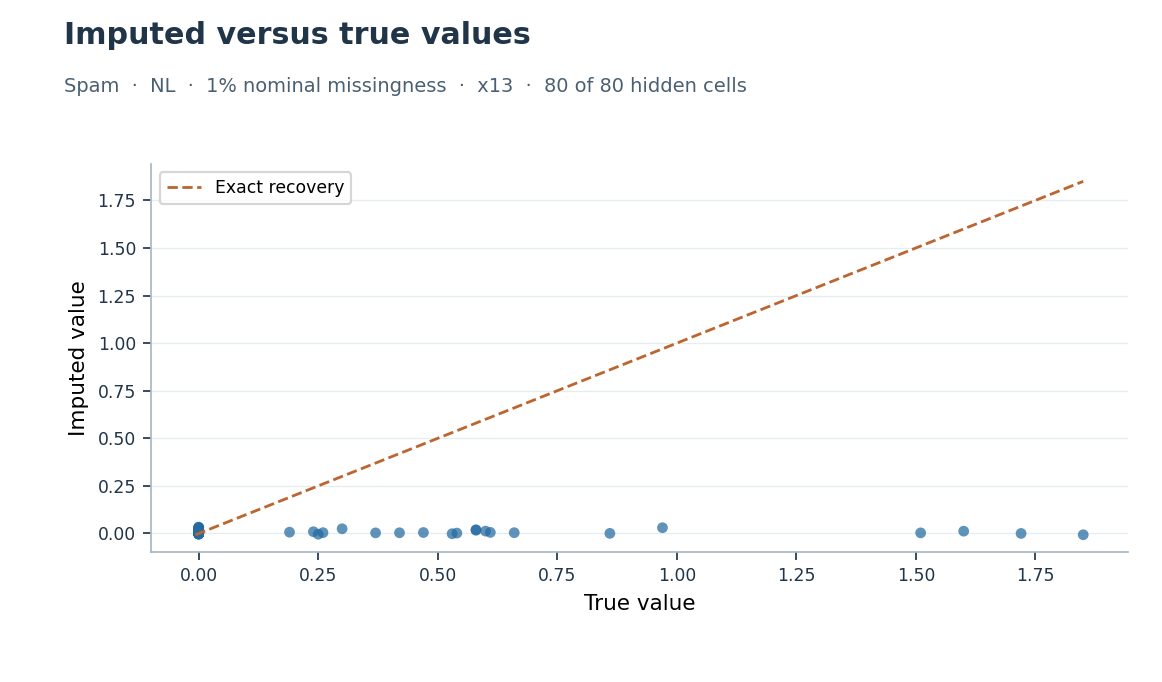 Imputed versus true values
Spam · NL · 1% nominal missingness · x13 · 80 of 80 hidden cells
Exact recovery
1.75
1.50
1.25
1.00
0.75
0.50
0.25
0.00
Imputed value
0.00 0.25 0.50 0.75 1.00 1.25 1.50 1.75
True value